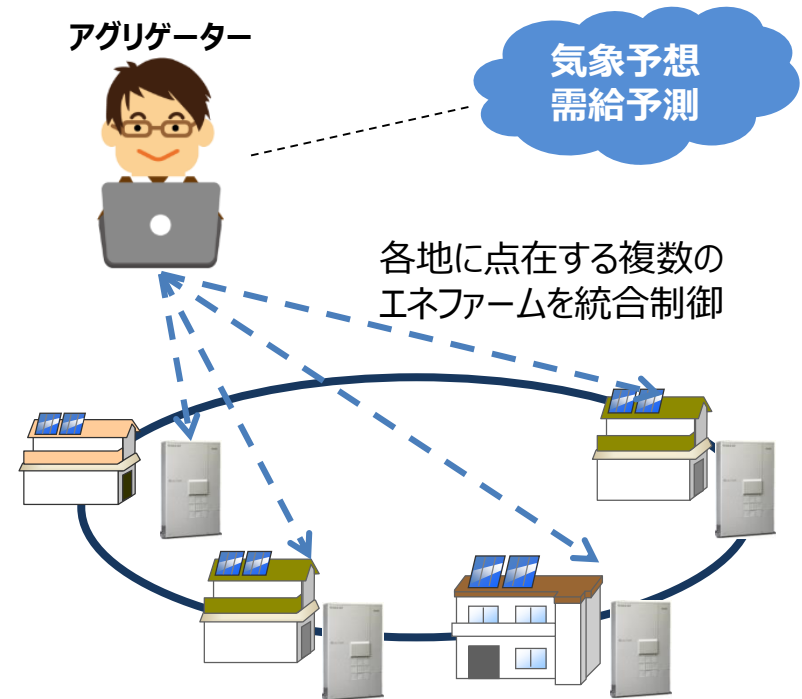 アグリゲーター
気象予想
需給予測
各地に点在する複数の
エネファームを統合制御